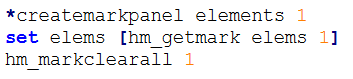 *createmarkpanel elements 1
set elems [hm_getmark elems 1]
hm_markclearall 1